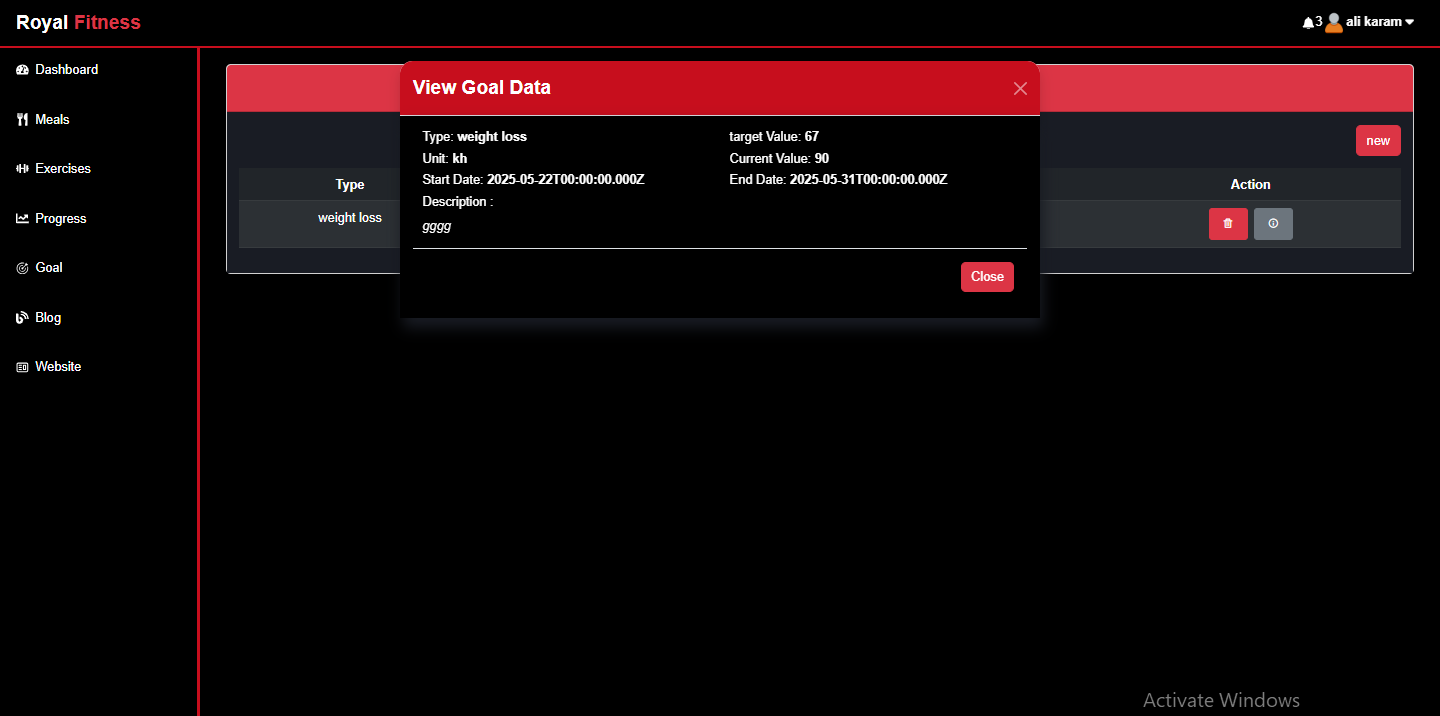 Royal Fitness
3 ali karam
Dashboard
Meals
Exercises
Progress
Goal
Blog
Website
View Goal Data
Type: weight loss
target Value: 67
Unit: kh
Current Value: 90
Start Date: 2025-05-22T00:00:00.000Z
End Date: 2025-05-31T00:00:00.000Z
Description :
gggg
Close
new
Type
Action
weight loss
Activate Windows